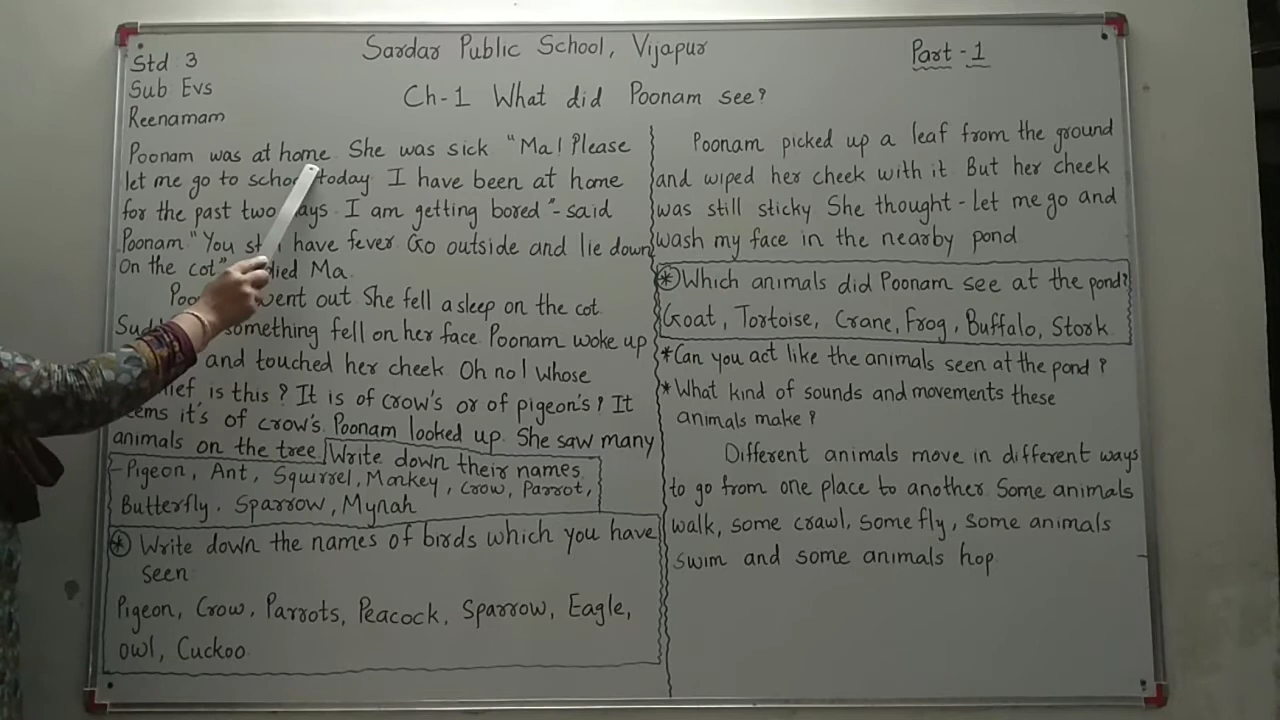 Std 3
Sub Evs
Reenamam
Sardar Public School, Vijapur
Part - 1
Ch-1 What did Poonam see?
Poonam was at home. She was sick "Ma! Please
let me go to school today I have been at home
for the past two days. I am getting bored" - said
Poonam "You have fever Go outside and lie down
On the cot" Ma.
went out She fell a sleep on the cot.
something fell on her face Poonam woke up
and touched her cheek. Oh no! Whose
is this? It is of crow's or of pigeon's? It
it's of crow's. Poonam looked up. She saw many
animals on the tree Write down their names
- Pigeon, Ant, Squirrel, Monkey, Crow, Parrot,
Butterfly. Sparrow, Mynah
* Write down the names of birds which you have
seen
Pigeon, Crow, Parrots, Peacock, Sparrow, Eagle,
owl, Cuckoo
Poonam picked up a leaf from the ground
and wiped her cheek with it. But her cheek
was still sticky She thought - Let me go and
wash my face in the nearby pond
* Which animals did Poonam see at the pond?
Goat, Tortoise, Crane, Frog, Buffalo, Stork
* Can you act like the animals seen at the pond?
* What kind of sounds and movements these
animals make?
Different animals move in different ways
to go from one place to another. Some animals
walk, some crawl, some fly, some animals
swim and some animals hop.